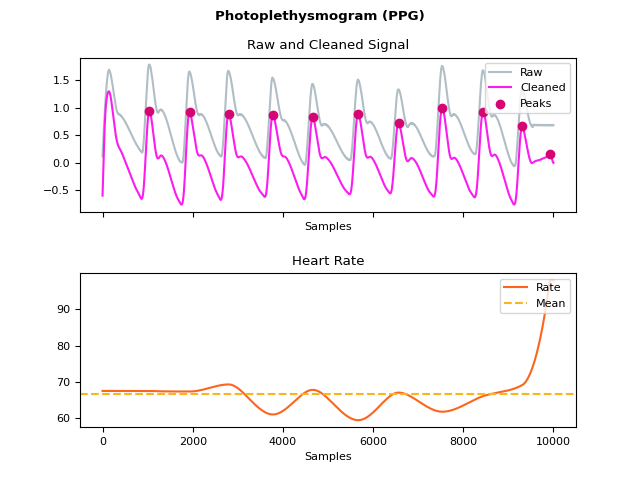 Photoplethysmogram (PPG)
Raw and Cleaned Signal
1.5
1.0
0.5
0.0
−0.5
Raw
Cleaned
Peaks
Samples
Heart Rate
90
80
70
60
Rate
Mean
0 2000 4000 6000 8000 10000
Samples